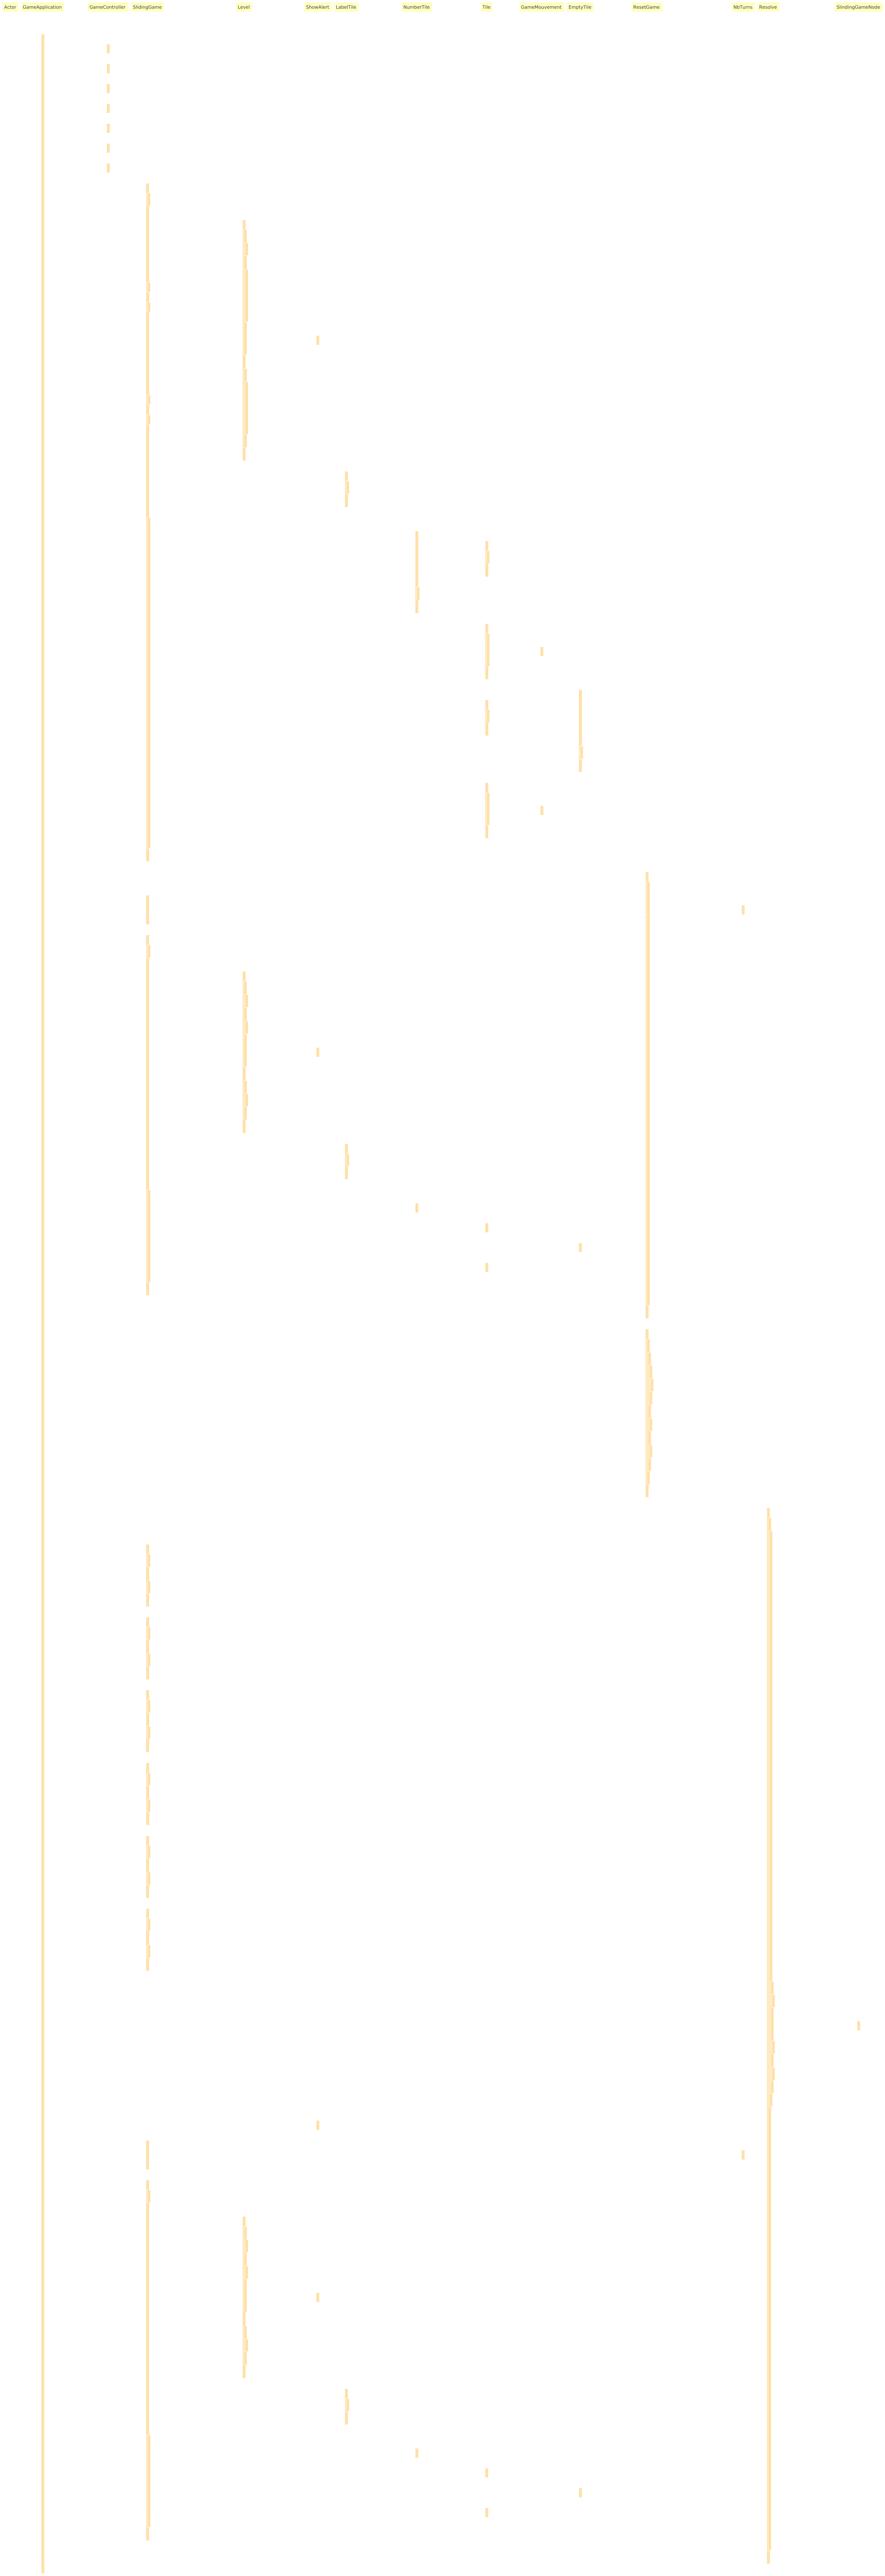 Actor GameApplication GameController SlidingGame Level ShowAlert LabelTile NumberTile Tile GameMouvement EmptyTile ResetGame NbTurns Resolve SlindingGameNode